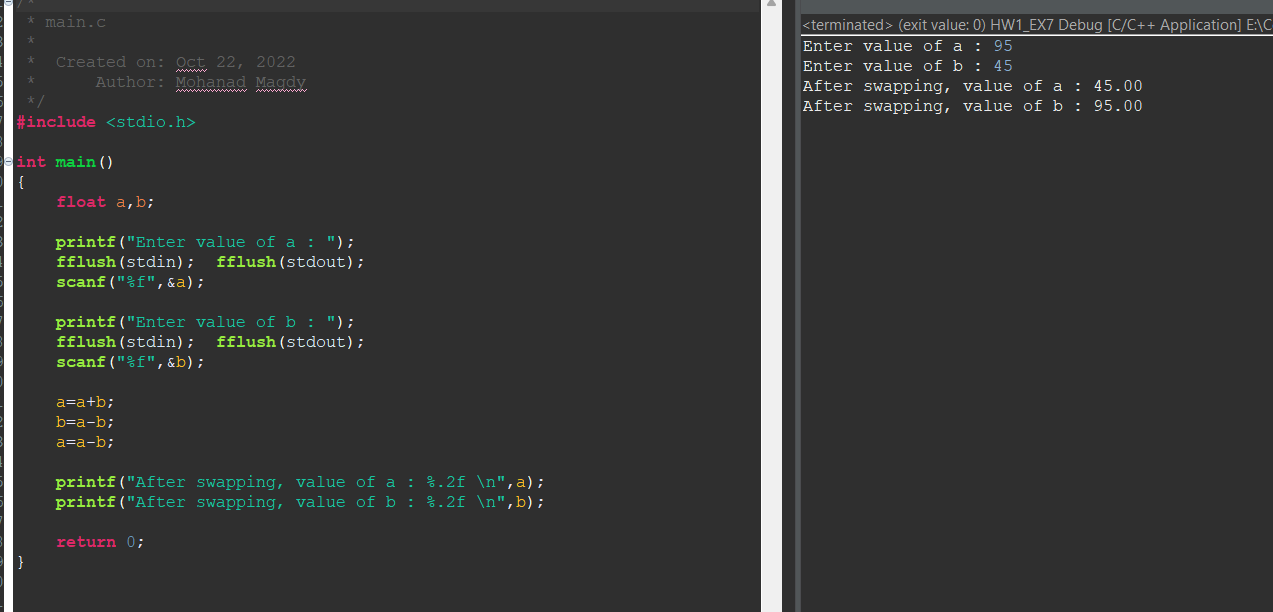 /*
* main.c
*
* Created on: Oct 22, 2022
* Author: Mohanad Magdy
*/
#include <stdio.h>
int main()
{
float a,b;
printf("Enter value of a : ");
fflush(stdin); fflush(stdout);
scanf("%f",&a);
printf("Enter value of b : ");
fflush(stdin); fflush(stdout);
scanf("%f",&b);
a=a+b;
b=a-b;
a=a-b;
printf("After swapping, value of a : %.2f \n",a);
printf("After swapping, value of b : %.2f \n",b);
return 0;
}
<terminated> (exit value: 0) HW1_EX7 Debug [C/C++ Application] E:\C
Enter value of a : 95
Enter value of b : 45
After swapping, value of a : 45.00
After swapping, value of b : 95.00